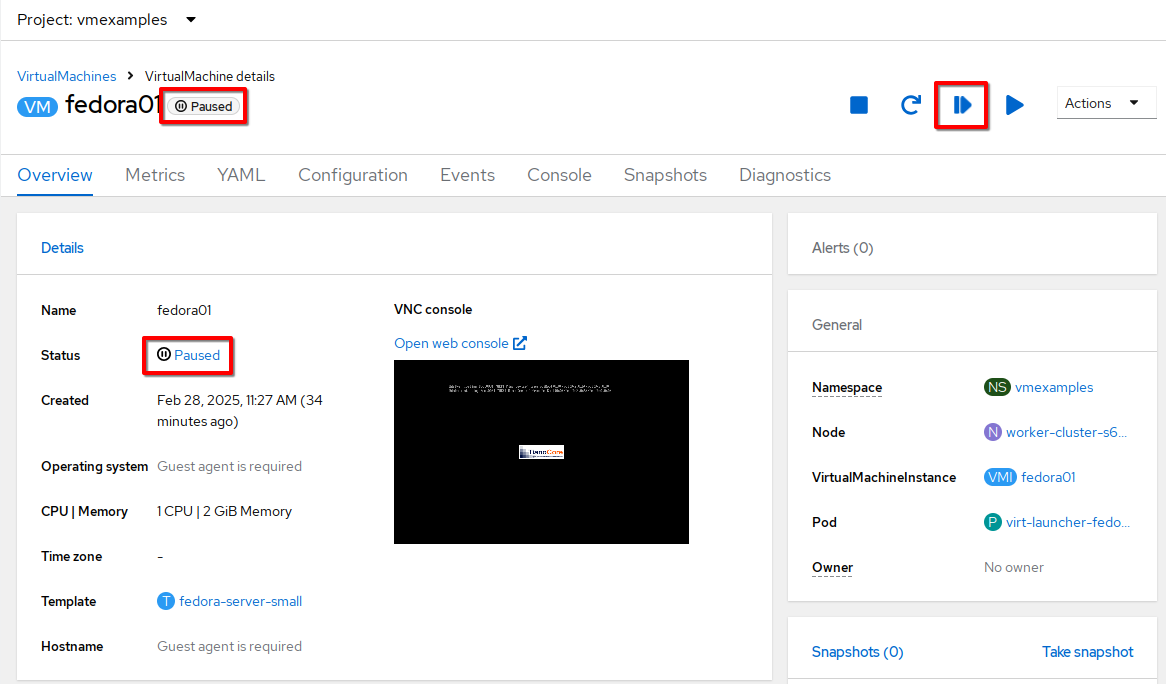 Project: vmexamples
VirtualMachines > VirtualMachine details
VM fedora01 Paused
Actions
Overview Metrics YAML Configuration Events Console Snapshots Diagnostics
Details
Name fedora01
Status Paused
Created Feb 28, 2025, 11:27 AM (34
minutes ago)
Operating system Guest agent is required
CPU | Memory 1 CPU | 2 GiB Memory
Time zone -
Template T fedora-server-small
Hostname Guest agent is required
VNC console
Open web console
TianoCore
Alerts (0)
General
Namespace NS vmexamples
Node N worker-cluster-s6...
VirtualMachineInstance VMI fedora01
Pod P virt-launcher-fedo...
Owner No owner
Snapshots (0) Take snapshot